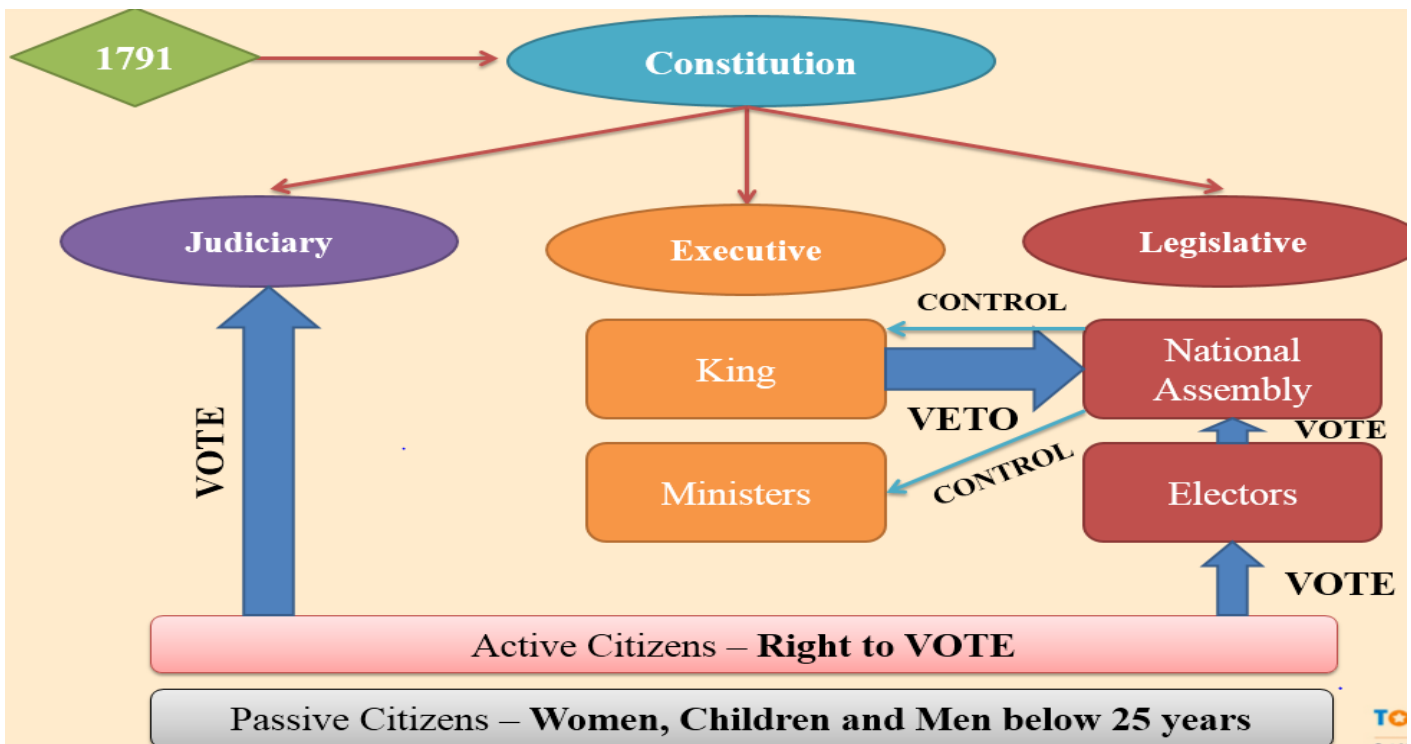 1791
Constitution
Judiciary
Executive
Legislative
CONTROL
King
National
Assembly
VETO
VOTE
VOTE
CONTROL
Ministers
Electors
VOTE
Active Citizens – Right to VOTE
Passive Citizens – Women, Children and Men below 25 years